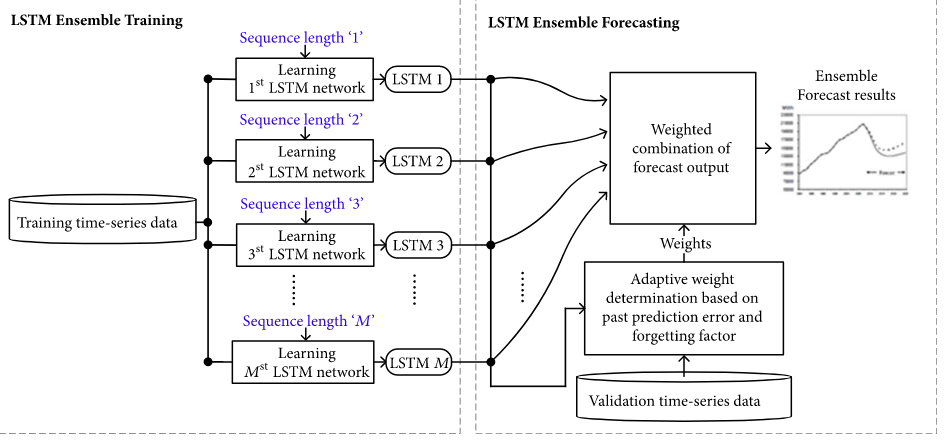 LSTM Ensemble Training
Sequence length ‘1’
Learning
1st LSTM network
LSTM 1
Sequence length ‘2’
Learning
2st LSTM network
LSTM 2
Training time-series data
Sequence length ‘3’
Learning
3st LSTM network
LSTM 3
Sequence length ‘M’
Learning
Mst LSTM network
LSTM M
LSTM Ensemble Forecasting
Weighted
combination of
forecast output
Ensemble
Forecast results
Weights
Adaptive weight
determination based on
past prediction error and
forgetting factor
Validation time-series data